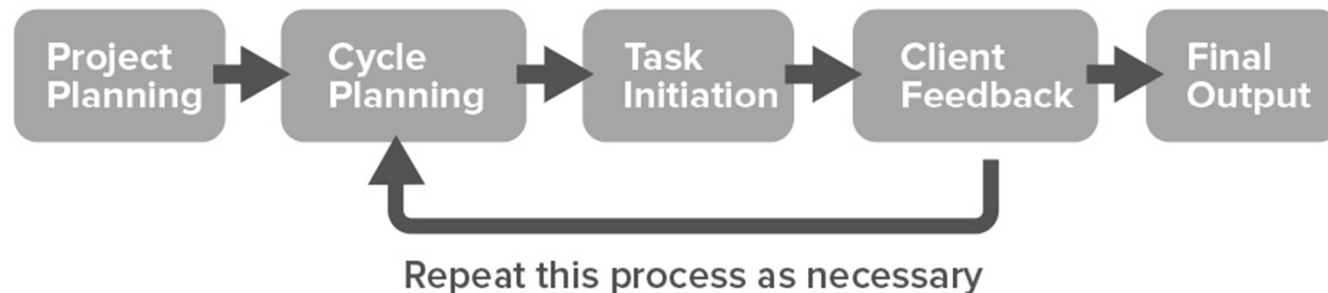 Project
Planning
Cycle
Planning
Task
Initiation
Client
Feedback
Final
Output
Repeat this process as necessary